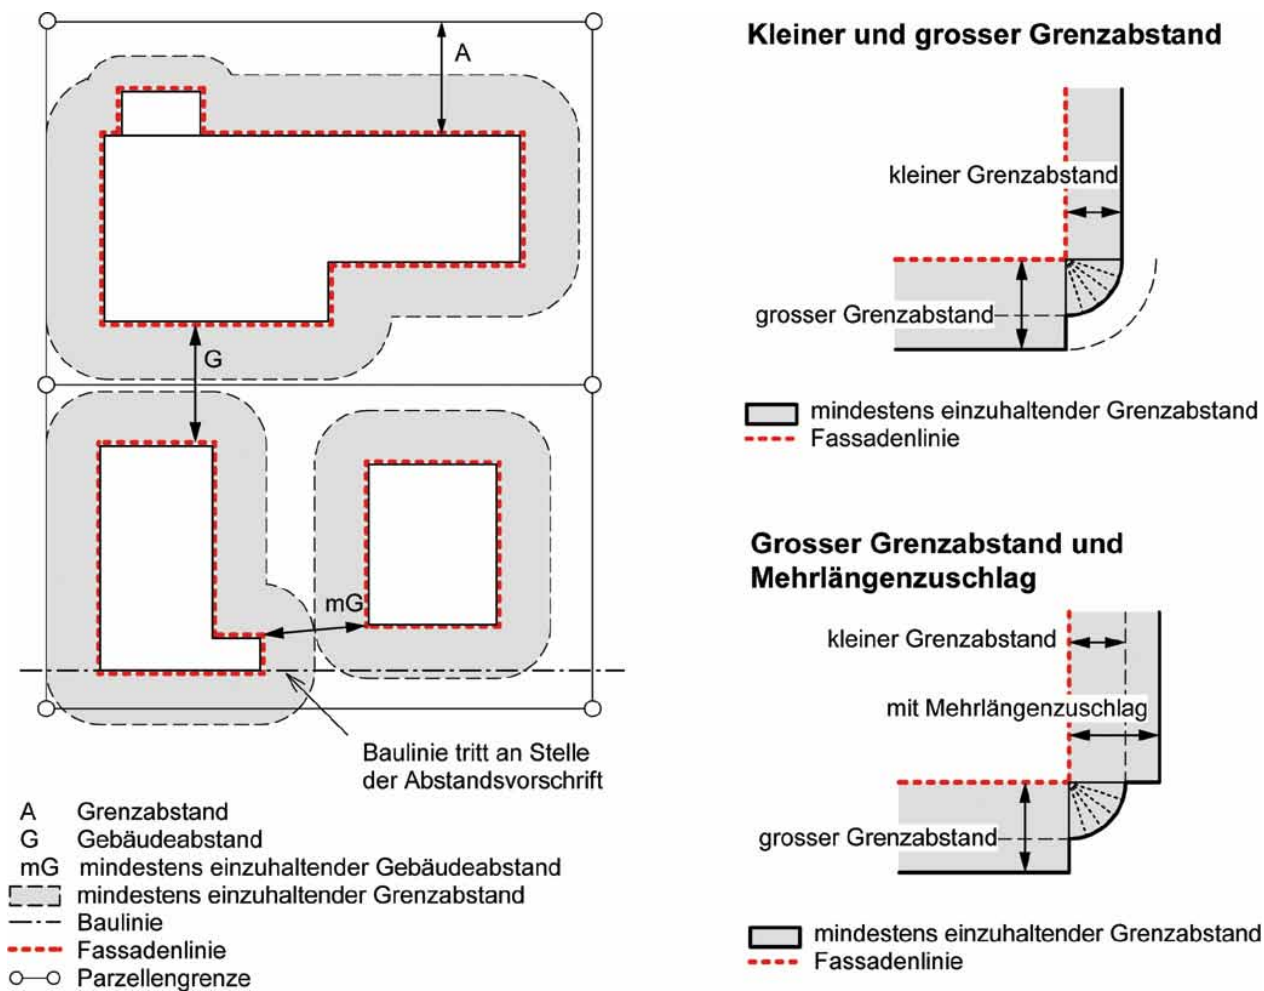 A
G
mG
Baulinie tritt an Stelle
der Abstandsvorschrift
A Grenzabstand
G Gebäudeabstand
mG mindestens einzuhaltender Gebäudeabstand
mindestens einzuhaltender Grenzabstand
Baulinie
Fassadenlinie
Parzellengrenze
Kleiner und grosser Grenzabstand
kleiner Grenzabstand
grosser Grenzabstand
mindestens einzuhaltender Grenzabstand
Fassadenlinie
Grosser Grenzabstand und
Mehrlängenzuschlag
kleiner Grenzabstand
mit Mehrlängenzuschlag
grosser Grenzabstand
mindestens einzuhaltender Grenzabstand
Fassadenlinie